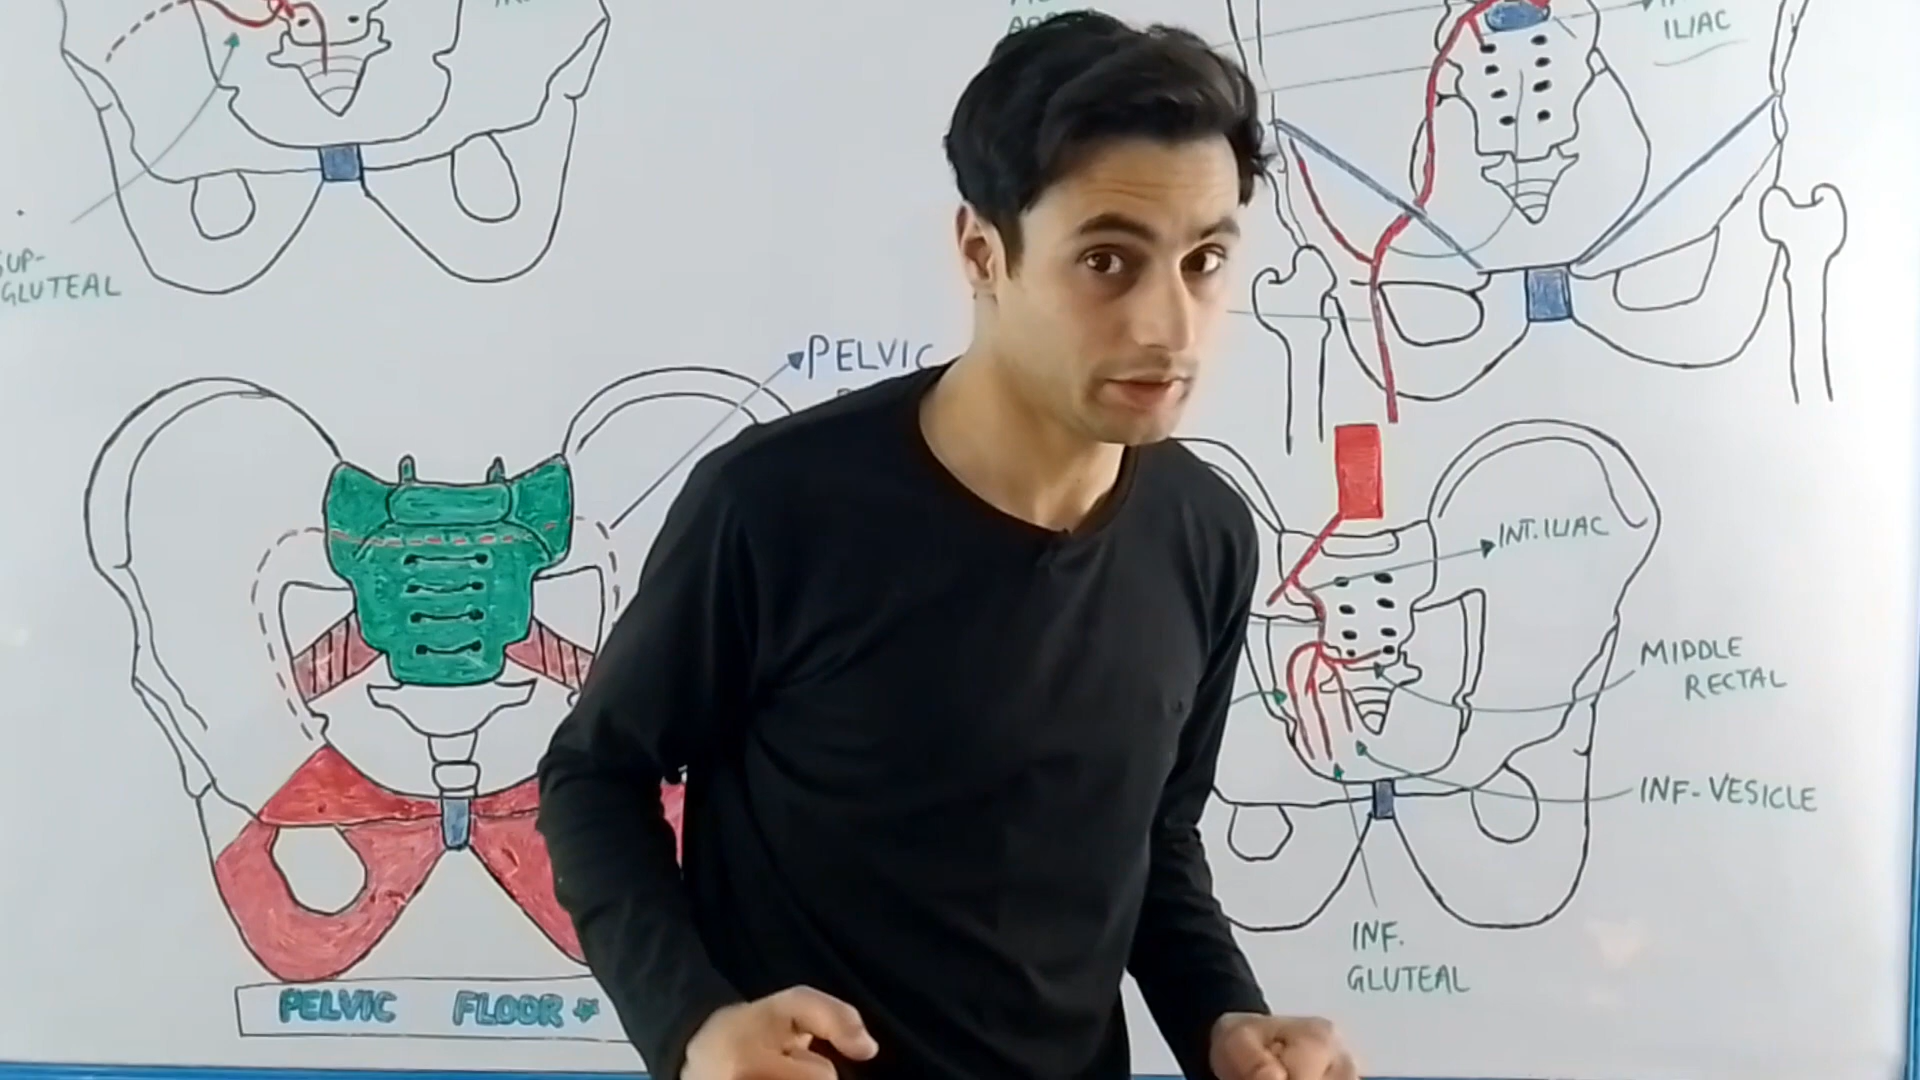 ILIAC
SUP-
GLUTEAL
PELVIC
INT. ILIAC
MIDDLE
RECTAL
INF-VESICLE
INF.
GLUTEAL
PELVIC FLOOR